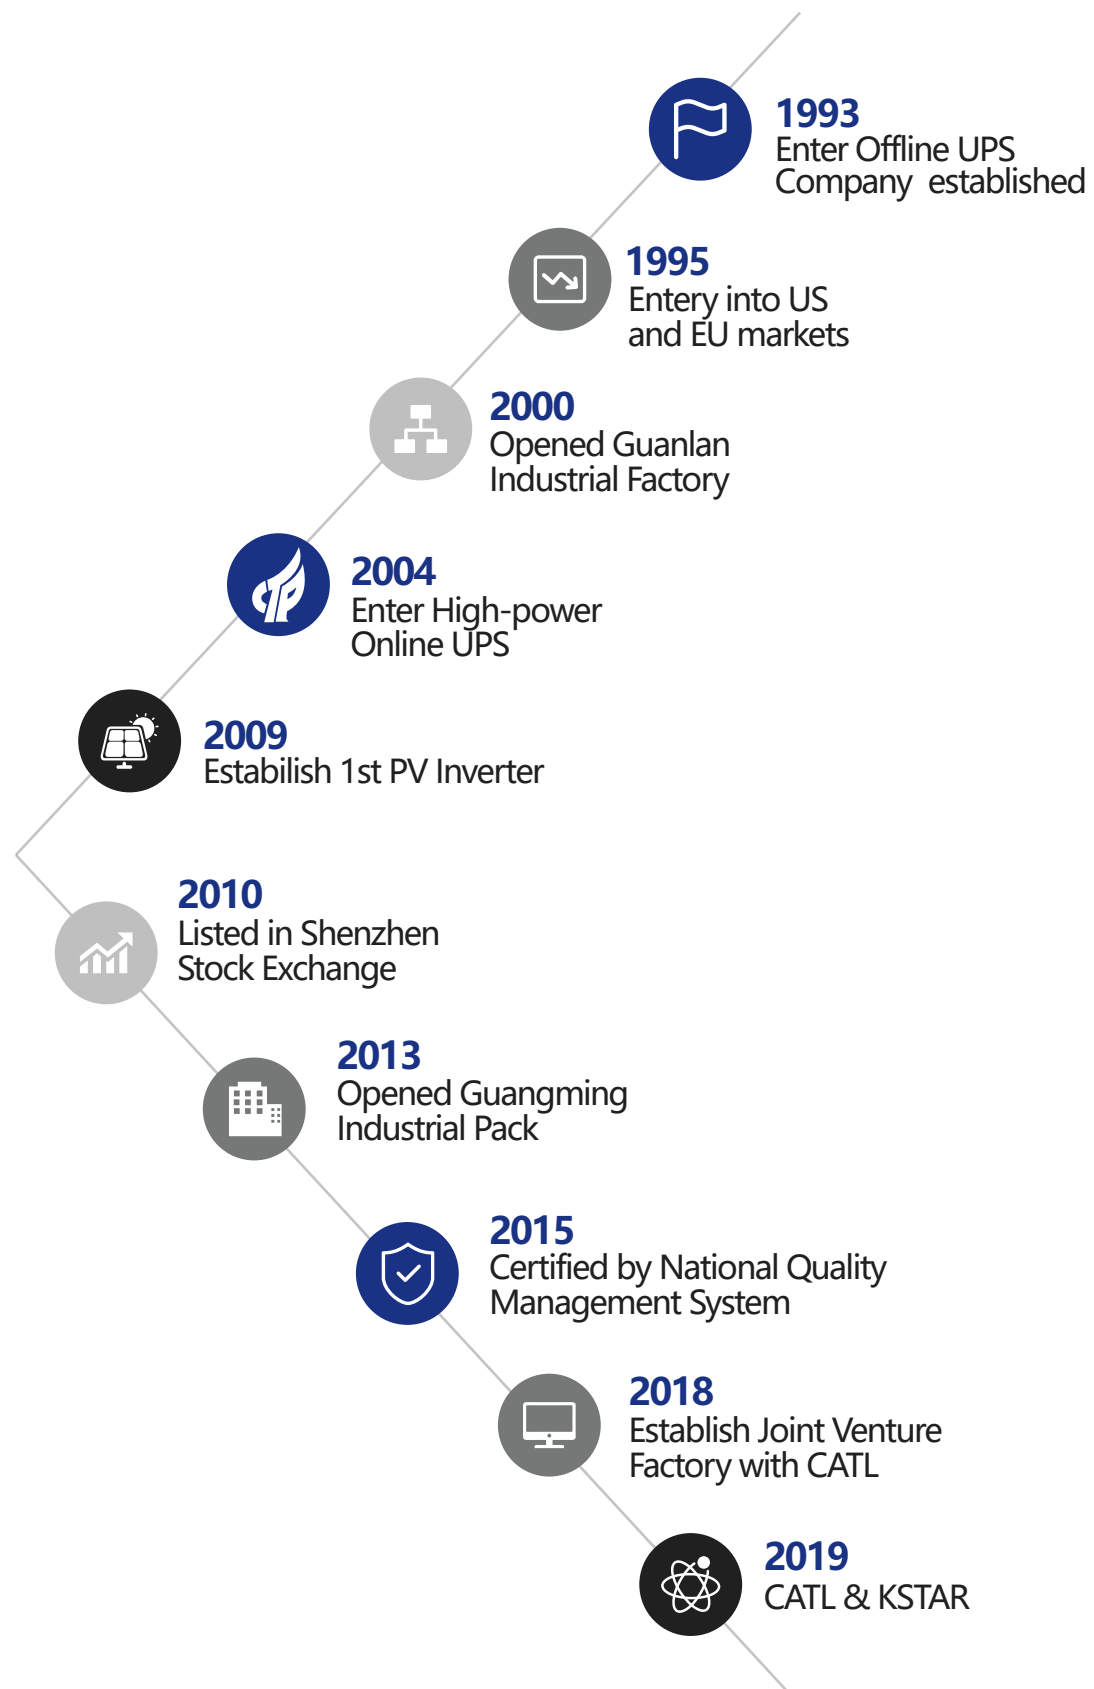 1993
Enter Offline UPS
Company established
1995
Entery into US
and EU markets
2000
Opened Guanlan
Industrial Factory
2004
Enter High-power
Online UPS
2009
Estabilish 1st PV Inverter
2010
Listed in Shenzhen
Stock Exchange
2013
Opened Guangming
Industrial Pack
2015
Certified by National Quality
Management System
2018
Establish Joint Venture
Factory with CATL
2019
CATL & KSTAR